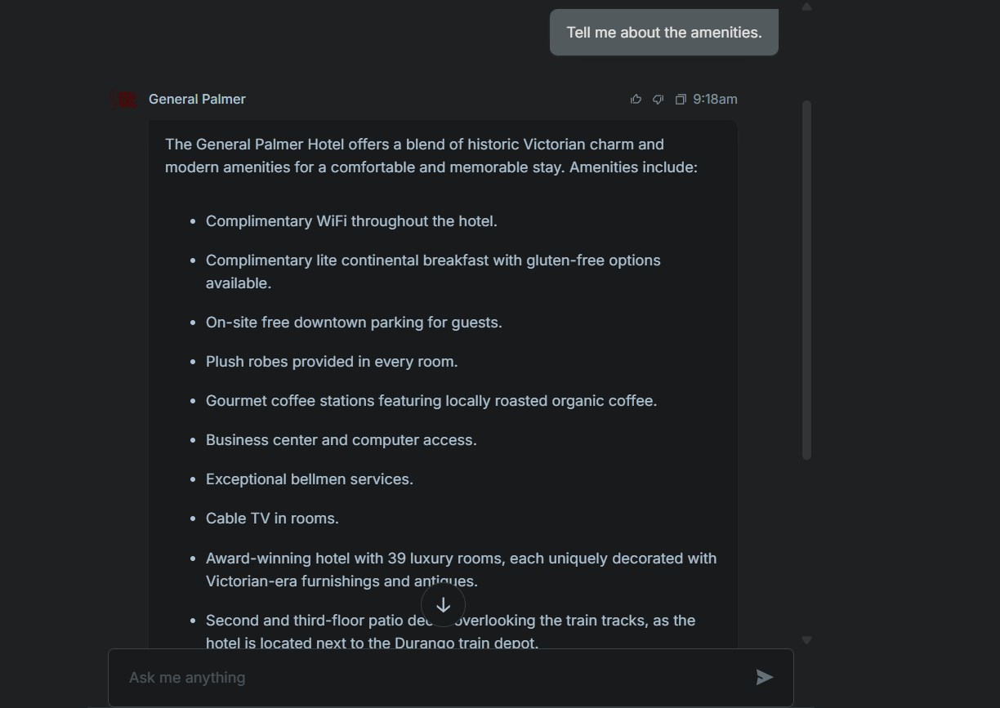 Tell me about the amenities.
General Palmer
9:18am
The General Palmer Hotel offers a blend of historic Victorian charm and
modern amenities for a comfortable and memorable stay. Amenities include:
• Complimentary WiFi throughout the hotel.
• Complimentary lite continental breakfast with gluten-free options
available.
• On-site free downtown parking for guests.
• Plush robes provided in every room.
• Gourmet coffee stations featuring locally roasted organic coffee.
• Business center and computer access.
• Exceptional bellmen services.
• Cable TV in rooms.
• Award-winning hotel with 39 luxury rooms, each uniquely decorated with
Victorian-era furnishings and antiques.
• Second and third-floor patio overlooking the train tracks, as the
hotel is located next to the Durango train depot.
Ask me anything